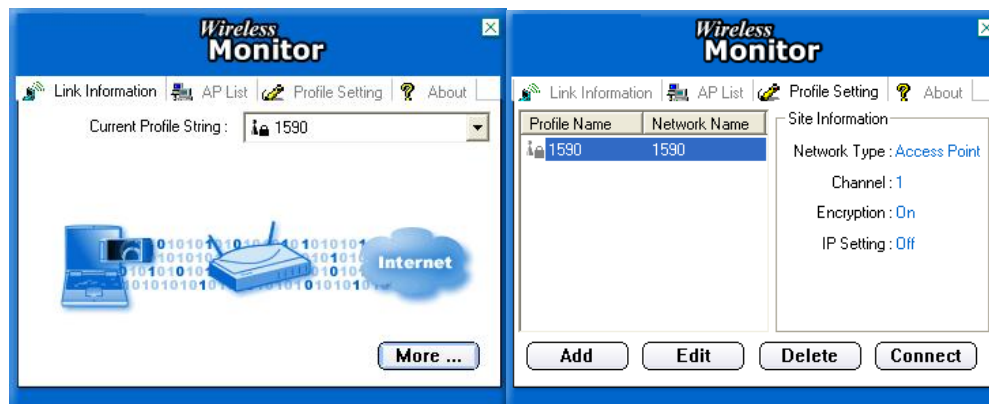 Wireless
Monitor
Link Information AP List Profile Setting ? About
Current Profile String : 1590
01010101010 010101010101
Internet
More ...
Wireless
Monitor
Link Information AP List Profile Setting ? About
Profile Name Network Name
1590 1590
Site Information
Network Type : Access Point
Channel : 1
Encryption : On
IP Setting : Off
Add Edit Delete Connect